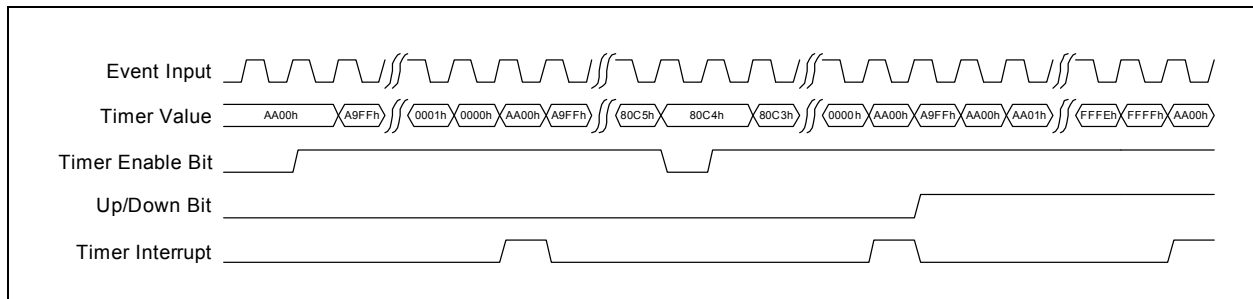 Event Input
Timer Value AA00h A9FFh 0001h 0000h AA00h A9FFh 80C5h 80C4h 80C3h 0000h AA00h A9FFh AA00h AA01h FFFEh FFFFh AA00h
Timer Enable Bit
Up/Down Bit
Timer Interrupt